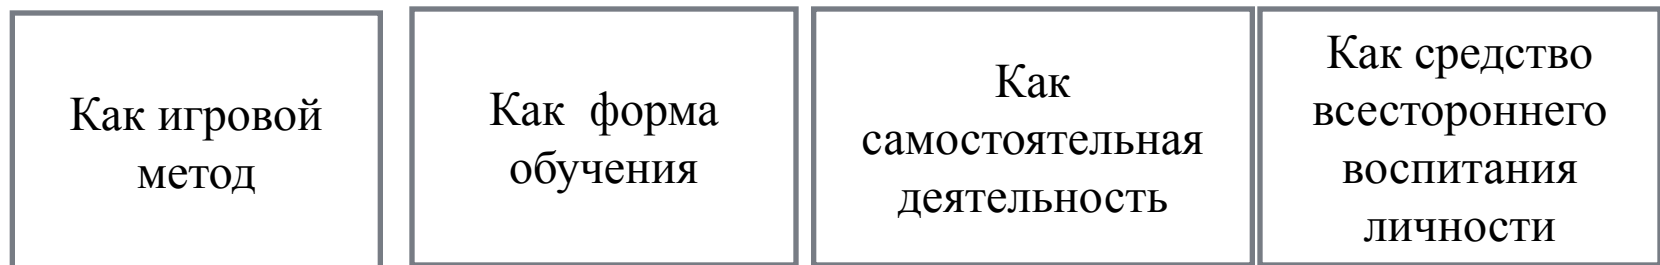 Как игровой
метод
Как форма
обучения
Как
самостоятельная
деятельность
Как средство
всестороннего
воспитания
личности